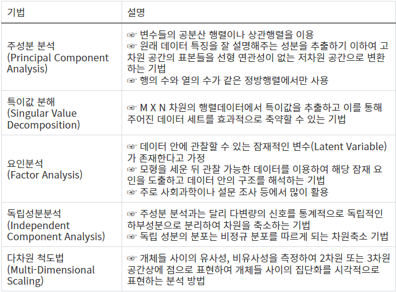 기법 설명
주성분 분석
(Principal Component
Analysis)
☞ 변수들의 공분산 행렬이나 상관행렬을 이용
☞ 원래 데이터 특징을 잘 설명해주는 성분을 추출하기 이하여 고
차원 공간의 표본들을 선형 연관성이 없는 저차원 공간으로 변환
하는 기법
☞ 행의 수와 열의 수가 같은 정방행렬에서만 사용
특이값 분해
(Singular Value
Decomposition)
☞ M X N 차원의 행렬데이터에서 특이값을 추출하고 이를 통해
주어진 데이터 세트를 효과적으로 축약할 수 있는 기법
요인분석
(Factor Analysis)
☞ 데이터 안에 관찰할 수 있는 잠재적인 변수(Latent Variable)
가 존재한다고 가정
☞ 모형을 세운 뒤 관찰 가능한 데이터를 이용하여 해당 잠재 요
인을 도출하고 데이터 안의 구조를 해석하는 기법
☞ 주로 사회과학이나 설문 조사 등에서 많이 활용
독립성분분석
(Independent
Component Analysis)
☞ 주성분 분석과는 달리 다변량의 신호를 통계적으로 독립적인
하부성분으로 분리하여 차원을 축소하는 기법
☞ 독립 성분의 분포는 비정규 분포를 따르게 되는 차원축소 기법
다차원 척도법
(Multi-Dimensional
Scaling)
☞ 개체들 사이의 유사성, 비유사성을 측정하여 2차원 또는 3차원
공간상에 점으로 표현하여 개체들 사이의 집단화를 시각적으로
표현하는 분석 방법